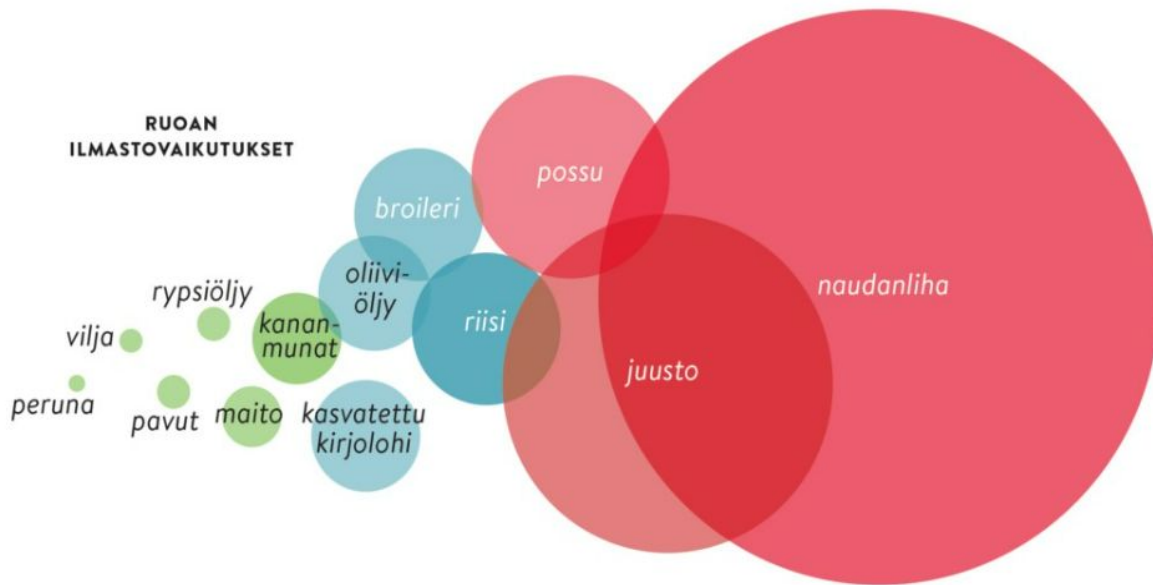 RUOAN
ILMASTOVAIKUTUKSET
possu
broileri
naudanliha
oliivi-
öljy
rypsiöljy
riisi
kanan-
munat
vilja
juusto
peruna
pavut
maito
kasvatettu
kirjolohi